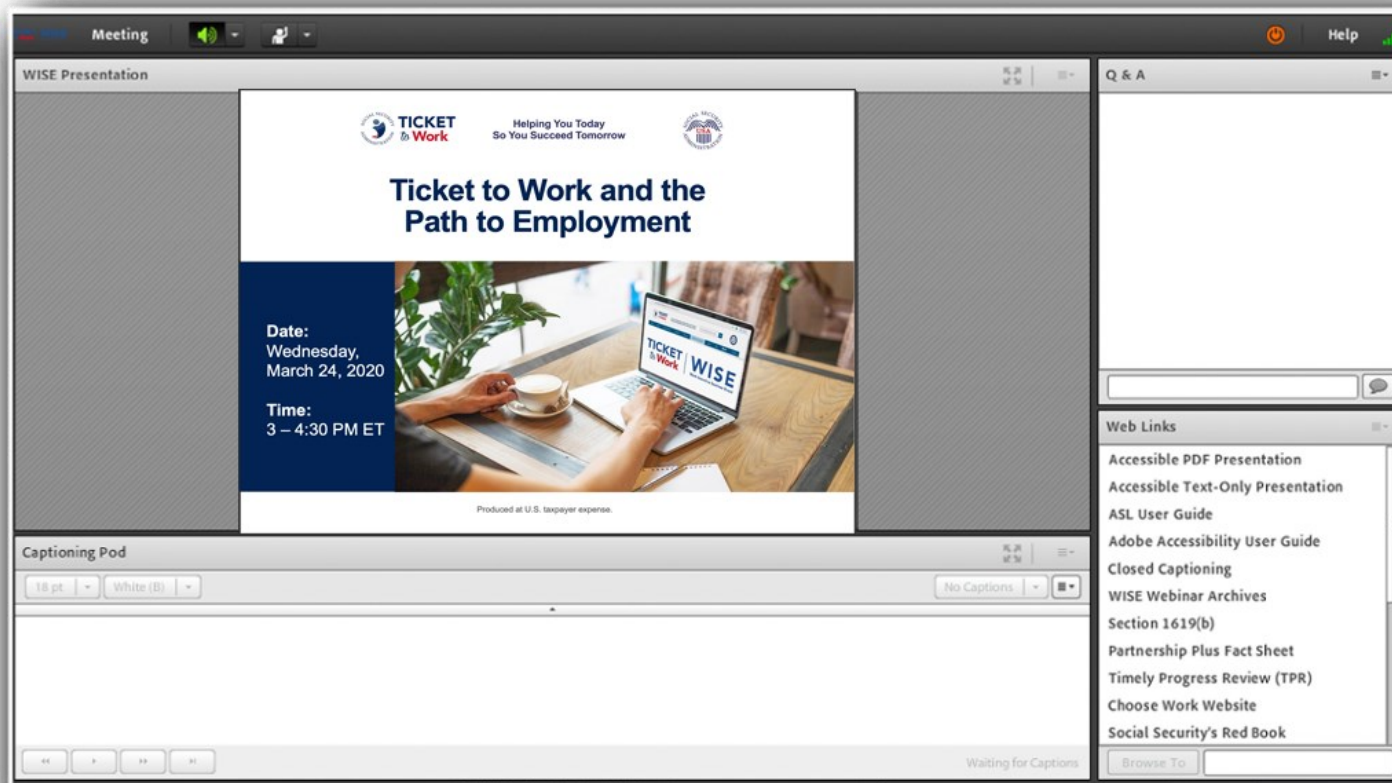 Meeting
Help
WISE Presentation
TICKET
to Work
Helping You Today
So You Succeed Tomorrow
SOCIAL SECURITY
USA
ADMINISTRATION
Ticket to Work and the
Path to Employment
Date:
Wednesday,
March 24, 2020
Time:
3 – 4:30 PM ET
TICKET
to Work
WISE
Produced at U.S. taxpayer expense.
Captioning Pod
18 pt
White (B)
No Captions
Waiting for Captions
Q & A
Web Links
Accessible PDF Presentation
Accessible Text-Only Presentation
ASL User Guide
Adobe Accessibility User Guide
Closed Captioning
WISE Webinar Archives
Section 1619(b)
Partnership Plus Fact Sheet
Timely Progress Review (TPR)
Choose Work Website
Social Security's Red Book
Browse To